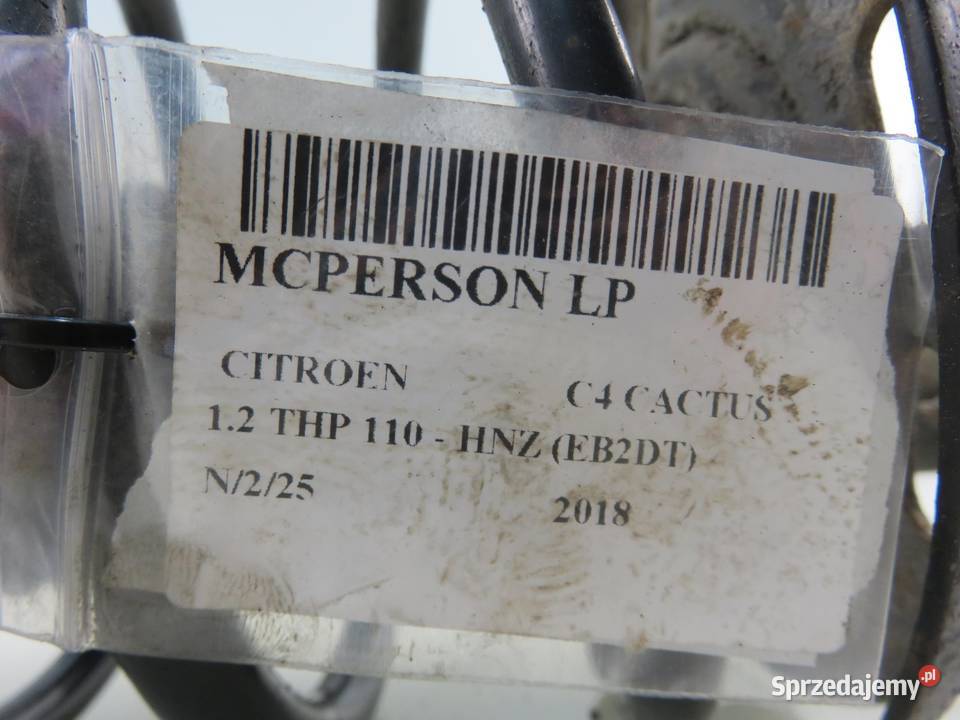 MCPERSON LP
CITROEN C4 CACTUS
1.2 THP 110 - HNZ (EB2DT)
N/2/25 2018
Sprzedajemy.pl